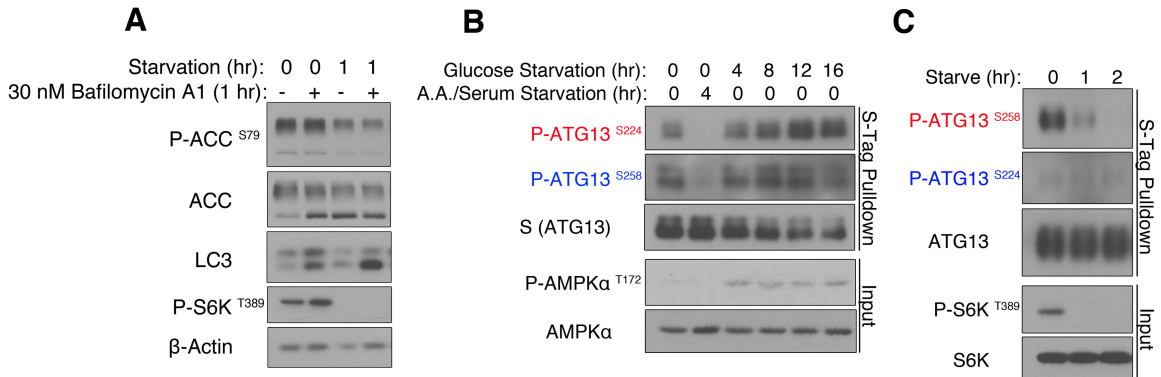 A
Starvation (hr): 0 0 1 1
30 nM Bafilomycin A1 (1 hr): - + - +
P-ACC S79
ACC
LC3
P-S6K T389
β-Actin
B
Glucose Starvation (hr): 0 0 4 8 12 16
A.A./Serum Starvation (hr): 0 4 0 0 0 0
P-ATG13 S224
P-ATG13 S258
S (ATG13)
S-Tag Pulldown
P-AMPKα T172
AMPKα
Input
C
Starve (hr): 0 1 2
P-ATG13 S258
P-ATG13 S224
ATG13
S-Tag Pulldown
P-S6K T389
S6K
Input